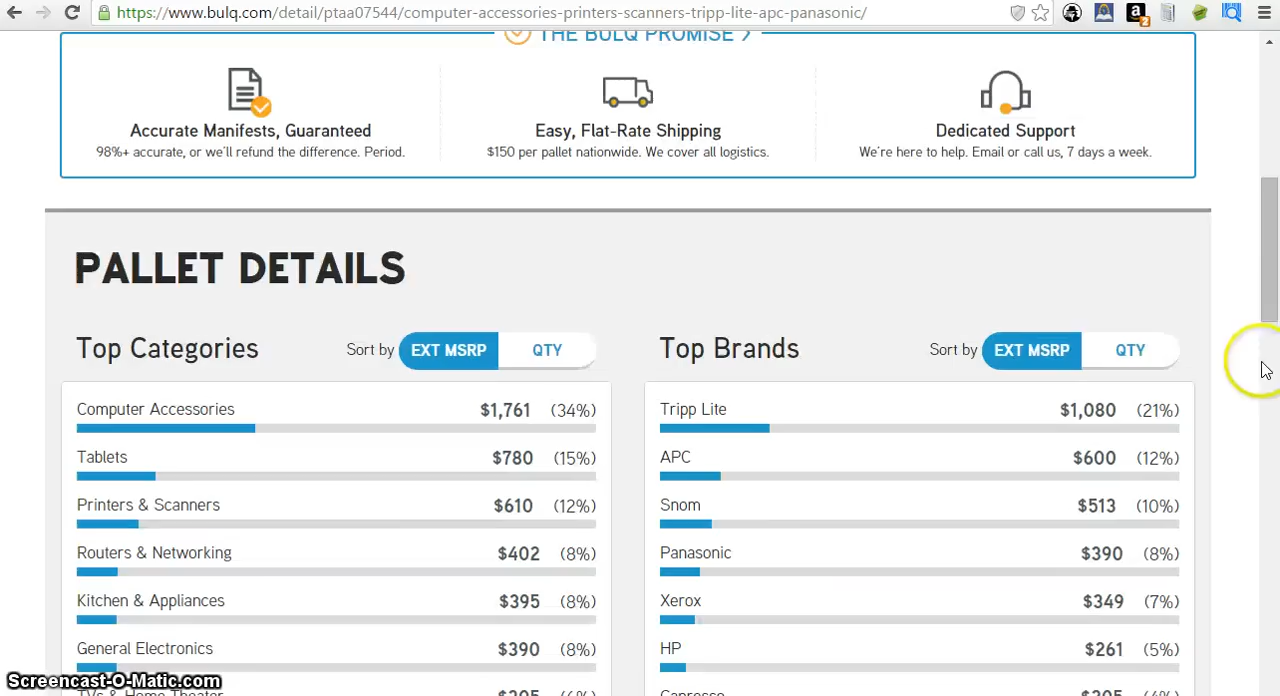 https://www.bulq.com/detail/ptaa07544/computer-accessories-printers-scanners-tripp-lite-apc-panasonic/
THE BULQ PROMISE
Accurate Manifests, Guaranteed
98%+ accurate, or we'll refund the difference. Period.
Easy, Flat-Rate Shipping
$150 per pallet nationwide. We cover all logistics.
Dedicated Support
We're here to help. Email or call us, 7 days a week.
PALLET DETAILS
Top Categories Sort by EXT MSRP QTY
Computer Accessories $1,761 (34%)
Tablets $780 (15%)
Printers & Scanners $610 (12%)
Routers & Networking $402 (8%)
Kitchen & Appliances $395 (8%)
General Electronics $390 (8%)
TVs & Home Theater $205 (4%)
Top Brands Sort by EXT MSRP QTY
Tripp Lite $1,080 (21%)
APC $600 (12%)
Snom $513 (10%)
Panasonic $390 (8%)
Xerox $349 (7%)
HP $261 (5%)
Capresso
Screencast-O-Matic.com